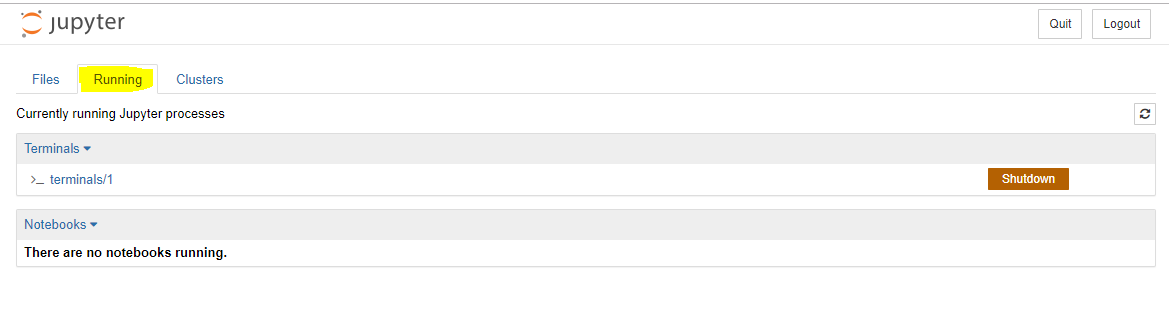 jupyter
Quit Logout
Files Running Clusters
Currently running Jupyter processes
Terminals
>_ terminals/1 Shutdown
Notebooks
There are no notebooks running.